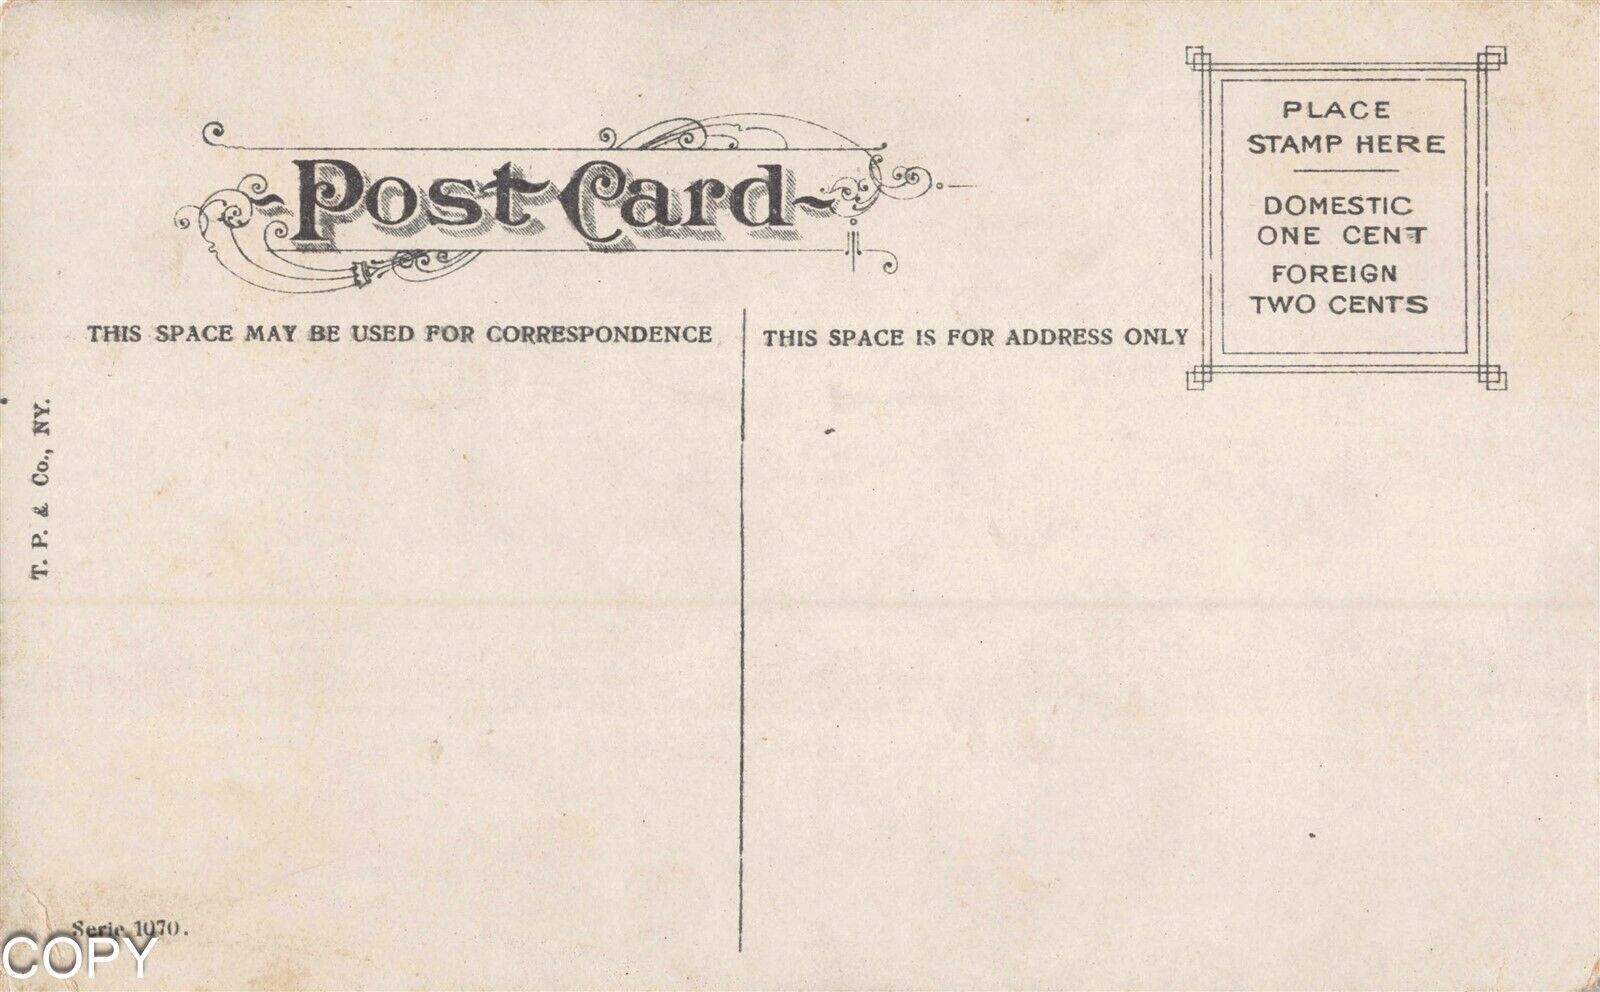 Post Card
PLACE
STAMP HERE
DOMESTIC
ONE CENT
FOREIGN
TWO CENTS
THIS SPACE MAY BE USED FOR CORRESPONDENCE
THIS SPACE IS FOR ADDRESS ONLY
T. P. & Co., NY.
Serie 1070.
COPY